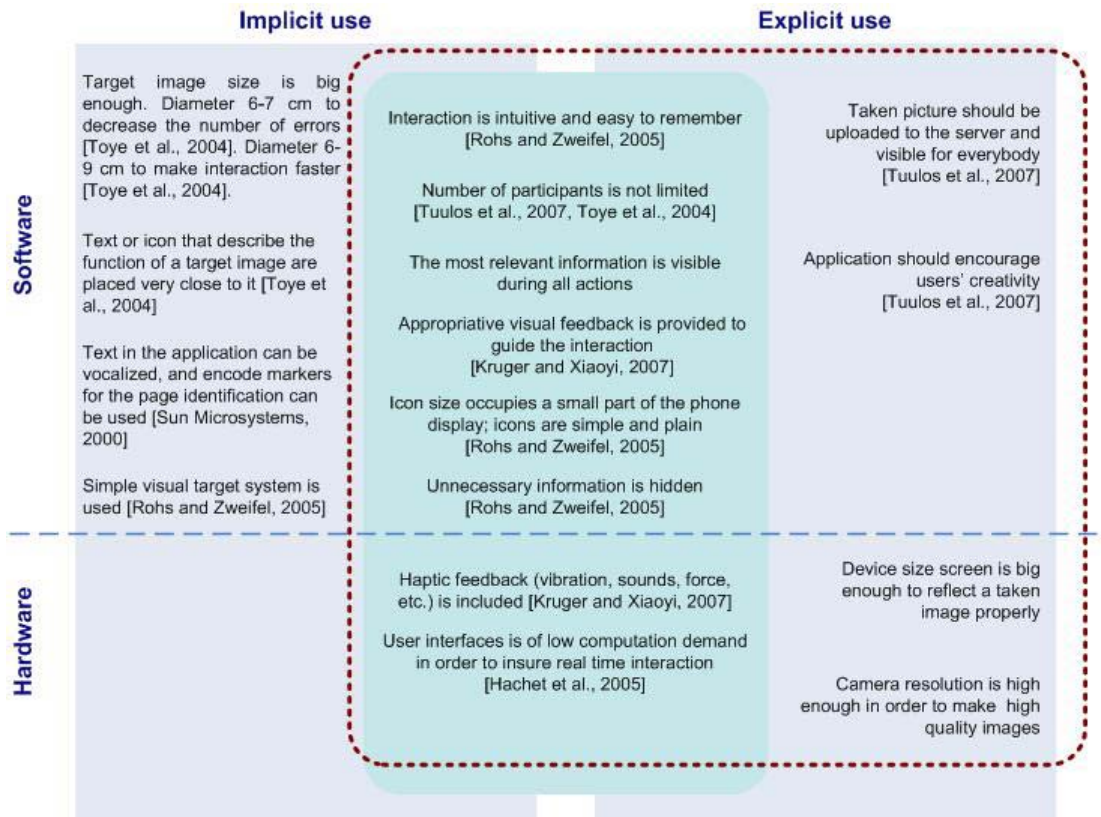 Implicit use
Explicit use
Software
Target image size is big
enough. Diameter 6-7 cm to
decrease the number of errors
[Toye et al., 2004]. Diameter 6-
9 cm to make interaction faster
[Toye et al., 2004].
Text or icon that describe the
function of a target image are
placed very close to it [Toye et
al., 2004]
Text in the application can be
vocalized, and encode markers
for the page identification can
be used [Sun Microsystems,
2000]
Simple visual target system is
used [Rohs and Zweifel, 2005]
Interaction is intuitive and easy to remember
[Rohs and Zweifel, 2005]
Number of participants is not limited
[Tuulos et al., 2007, Toye et al., 2004]
The most relevant information is visible
during all actions
Appropriative visual feedback is provided to
guide the interaction
[Kruger and Xiaoyi, 2007]
Icon size occupies a small part of the phone
display; icons are simple and plain
[Rohs and Zweifel, 2005]
Unnecessary information is hidden
[Rohs and Zweifel, 2005]
Taken picture should be
uploaded to the server and
visible for everybody
[Tuulos et al., 2007]
Application should encourage
users' creativity
[Tuulos et al., 2007]
Hardware
Haptic feedback (vibration, sounds, force,
etc.) is included [Kruger and Xiaoyi, 2007]
User interfaces is of low computation demand
in order to insure real time interaction
[Hachet et al., 2005]
Device size screen is big
enough to reflect a taken
image properly
Camera resolution is high
enough in order to make high
quality images